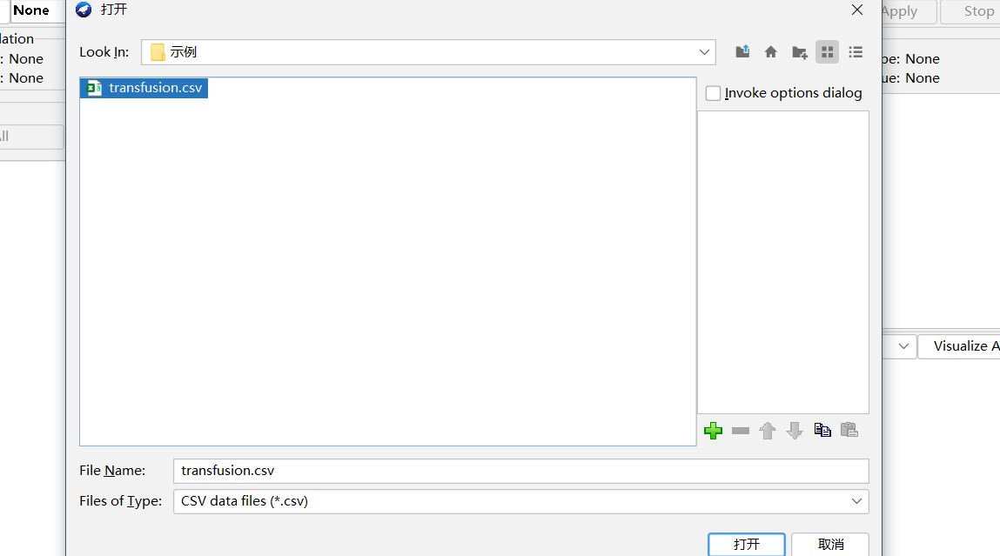 None
打开
Apply
Stop
lation
Look In:
示例
: None
: None
pe: None
ue: None
transfusion.csv
Invoke options dialog
All
Visualize A
File Name:
transfusion.csv
Files of Type:
CSV data files (*.csv)
打开
取消